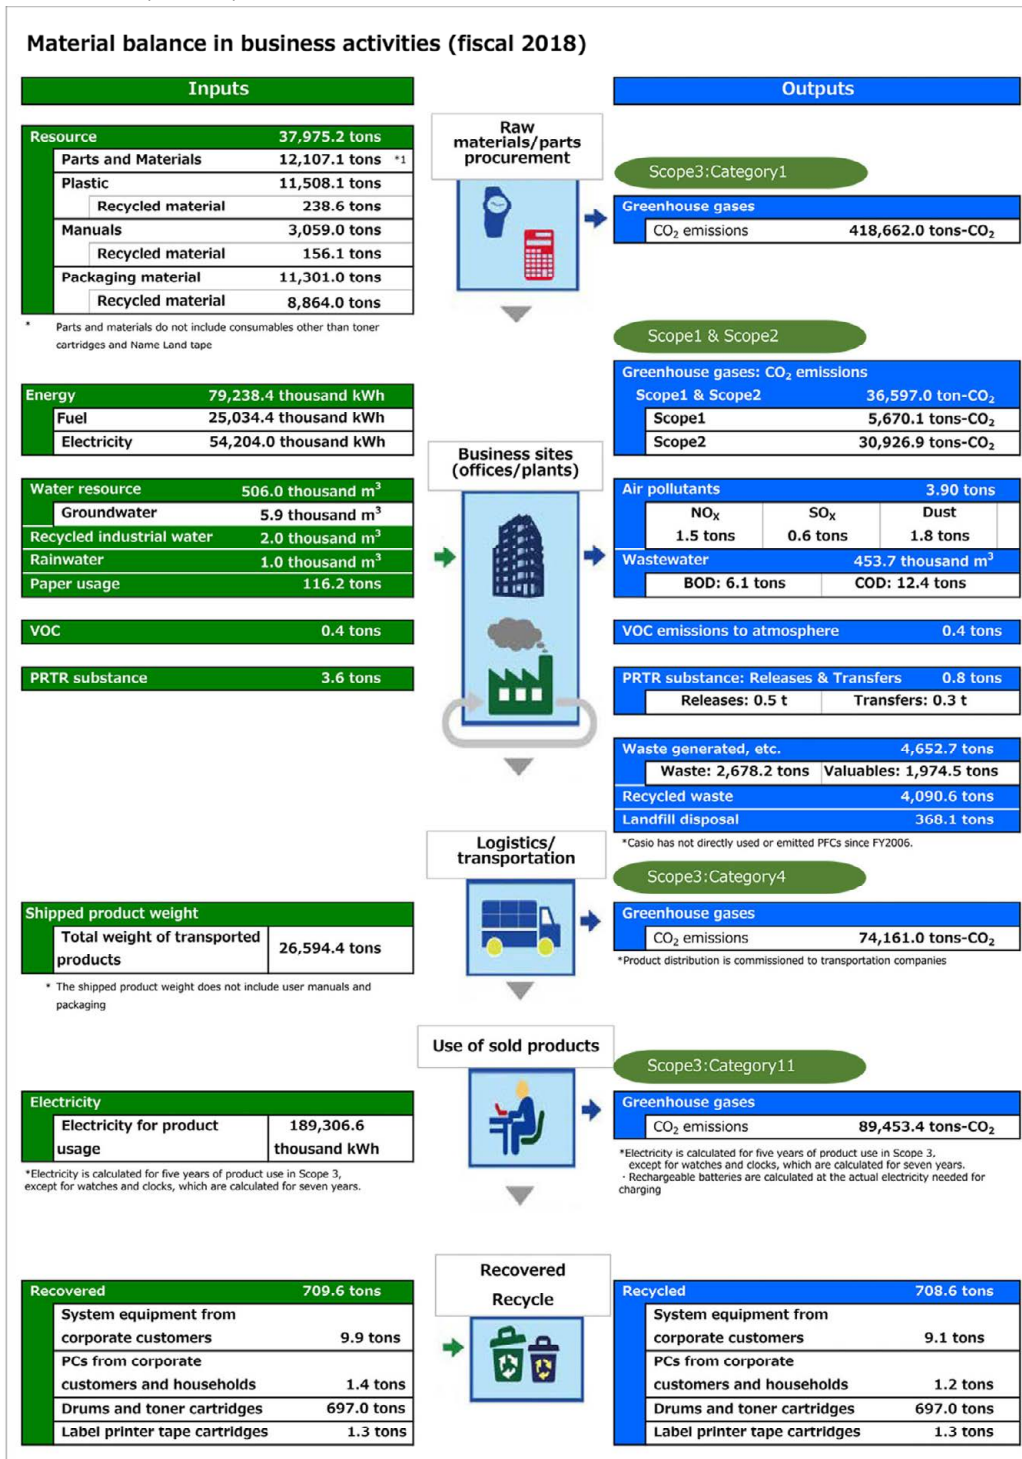 Material balance in business activities (fiscal 2018)
Inputs
Outputs
Resource 37,975.2 tons
Parts and Materials 12,107.1 tons *1
Plastic 11,508.1 tons
Recycled material 238.6 tons
Manuals 3,059.0 tons
Recycled material 156.1 tons
Packaging material 11,301.0 tons
Recycled material 8,864.0 tons
* Parts and materials do not include consumables other than toner
cartridges and Name Land tape
Raw
materials/parts
procurement
Scope3:Category1
Greenhouse gases
CO₂ emissions 418,662.0 tons-CO₂
Energy 79,238.4 thousand kWh
Fuel 25,034.4 thousand kWh
Electricity 54,204.0 thousand kWh
Water resource 506.0 thousand m³
Groundwater 5.9 thousand m³
Recycled industrial water 2.0 thousand m³
Rainwater 1.0 thousand m³
Paper usage 116.2 tons
VOC 0.4 tons
PRTR substance 3.6 tons
Business sites
(offices/plants)
Scope1 & Scope2
Greenhouse gases: CO₂ emissions
Scope1 & Scope2 36,597.0 ton-CO₂
Scope1 5,670.1 tons-CO₂
Scope2 30,926.9 tons-CO₂
Air pollutants 3.90 tons
NOₓ SOₓ Dust
1.5 tons 0.6 tons 1.8 tons
Wastewater 453.7 thousand m³
BOD: 6.1 tons COD: 12.4 tons
VOC emissions to atmosphere 0.4 tons
PRTR substance: Releases & Transfers 0.8 tons
Releases: 0.5 t Transfers: 0.3 t
Waste generated, etc. 4,652.7 tons
Waste: 2,678.2 tons Valuables: 1,974.5 tons
Recycled waste 4,090.6 tons
Landfill disposal 368.1 tons
*Casio has not directly used or emitted PFCs since FY2006.
Shipped product weight
Total weight of transported
products 26,594.4 tons
* The shipped product weight does not include user manuals and
packaging
Logistics/
transportation
Scope3:Category4
Greenhouse gases
CO₂ emissions 74,161.0 tons-CO₂
*Product distribution is commissioned to transportation companies
Electricity
Electricity for product 189,306.6
usage thousand kWh
*Electricity is calculated for five years of product use in Scope 3,
except for watches and clocks, which are calculated for seven years.
Use of sold products
Scope3:Category11
Greenhouse gases
CO₂ emissions 89,453.4 tons-CO₂
*Electricity is calculated for five years of product use in Scope 3,
except for watches and clocks, which are calculated for seven years.
· Rechargeable batteries are calculated at the actual electricity needed for
charging
Recovered 709.6 tons
System equipment from
corporate customers 9.9 tons
PCs from corporate
customers and households 1.4 tons
Drums and toner cartridges 697.0 tons
Label printer tape cartridges 1.3 tons
Recovered
Recycle
Recycled 708.6 tons
System equipment from
corporate customers 9.1 tons
PCs from corporate
customers and households 1.2 tons
Drums and toner cartridges 697.0 tons
Label printer tape cartridges 1.3 tons